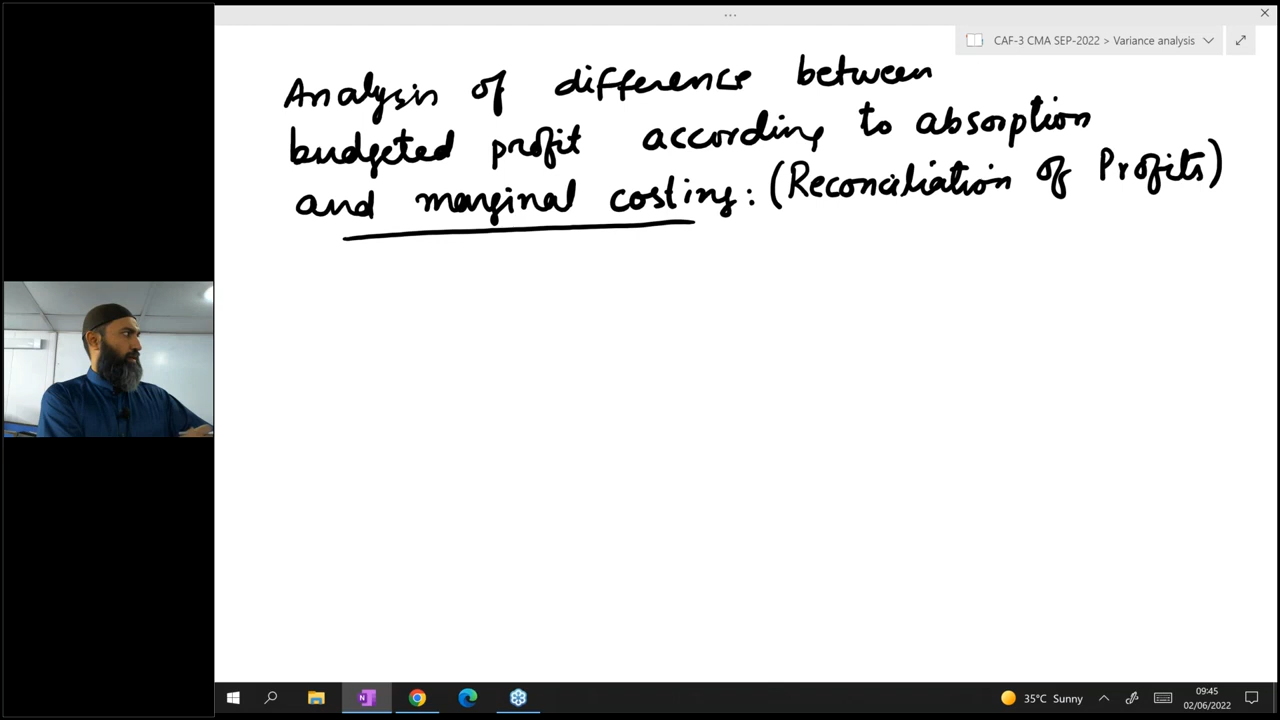 CAF-3 CMA SEP-2022 > Variance analysis
Analysis of difference between
budgeted profit according to absorption
and marginal costing: (Reconciliation of Profits)
35°C Sunny
09:45
02/06/2022